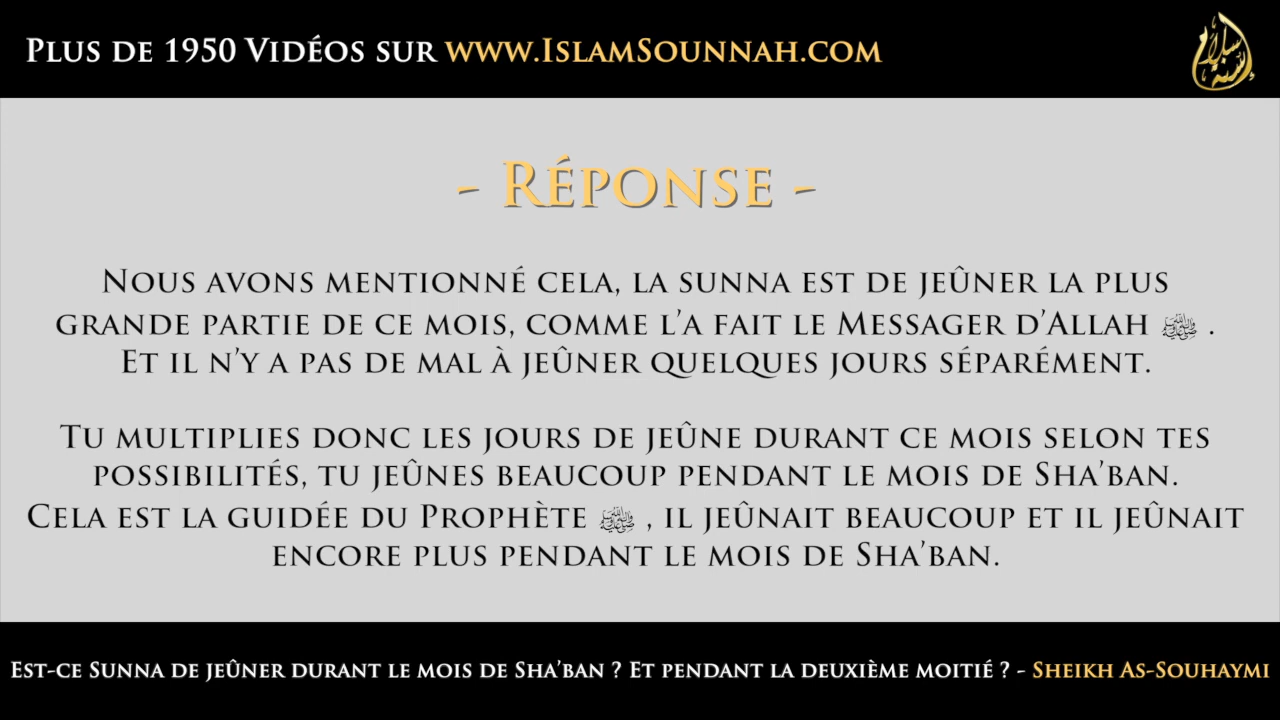 Plus de 1950 Vidéos sur www.IslamSounnah.com
إسلام سنة
- Réponse -
Nous avons mentionné cela, la sunna est de jeûner la plus
grande partie de ce mois, comme l’a fait le Messager d’Allah ﷺ .
Et il n’y a pas de mal à jeûner quelques jours séparément.
Tu multiplies donc les jours de jeûne durant ce mois selon tes
possibilités, tu jeûnes beaucoup pendant le mois de Sha’ban.
Cela est la guidée du Prophète ﷺ , il jeûnait beaucoup et il jeûnait
encore plus pendant le mois de Sha’ban.
Est-ce Sunna de jeûner durant le mois de Sha’ban ? Et pendant la deuxième moitié ? - Sheikh As-Souhaymi